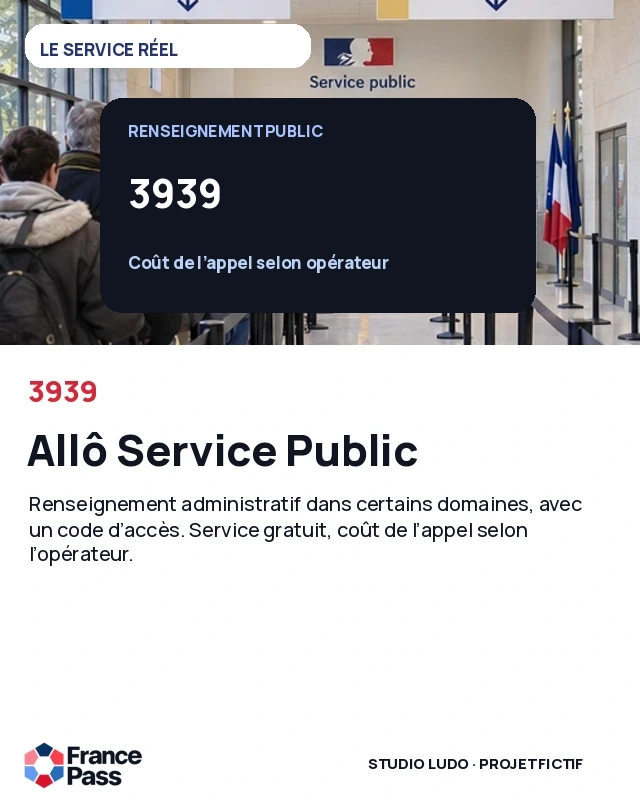 LE SERVICE RÉEL
Service public
RENSEIGNEMENT PUBLIC
3939
Coût de l’appel selon opérateur
3939
Allô Service Public
Renseignement administratif dans certains domaines, avec
un code d’accès. Service gratuit, coût de l’appel selon
l’opérateur.
France
Pass
STUDIO LUDO · PROJET FICTIF